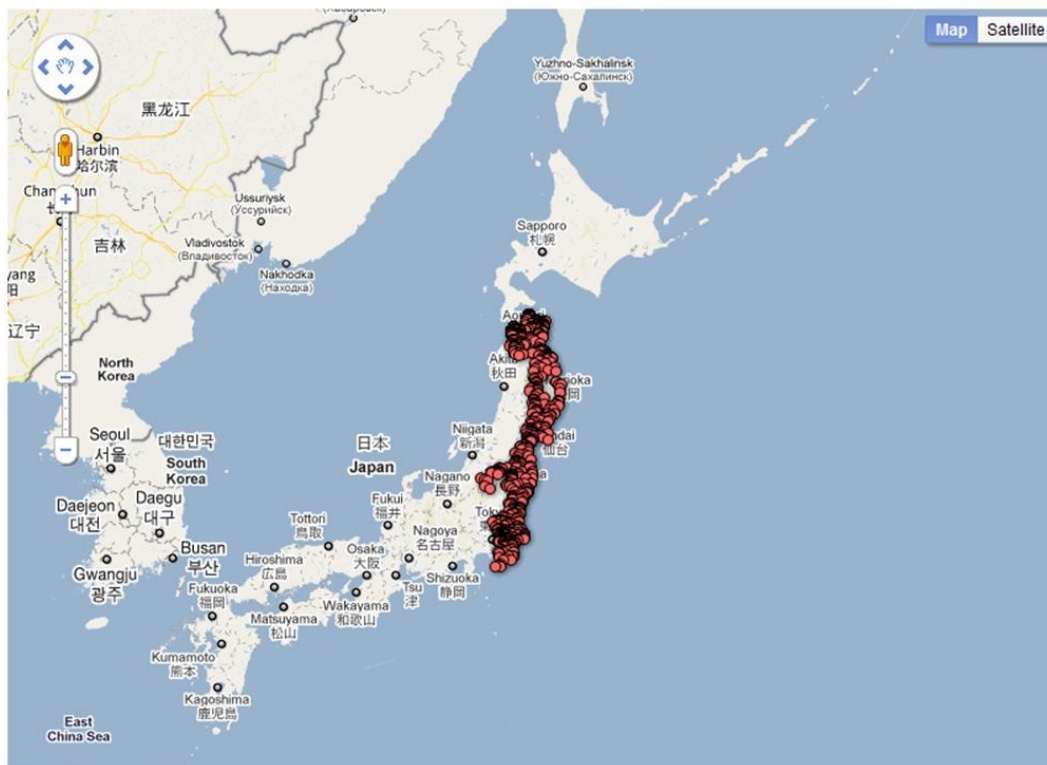 (Хабаровск)
Map
Satellite
Yuzhno-Sakhalinsk
(Южно-Сахалинск)
黑龙江
Harbin
哈尔滨
Ussuriysk
(Уссурийск)
Sapporo
札幌
吉林
Vladivostok
(Владивосток)
Nakhodka
(Находка)
yang
阳
辽宁
North
Korea
Akita
秋田
Seoul
서울
대한민국
South
Korea
日本
Japan
Niigata
新潟
仙台
Nagano
長野
Daegu
대구
Daejeon
대전
Fukui
福井
Tottori
鳥取
Nagoya
名古屋
Busan
부산
Gwangju
광주
Hiroshima
広島
Osaka
大阪
Shizuoka
静岡
Tsu
津
Fukuoka
福岡
Matsuyama
松山
Wakayama
和歌山
Kumamoto
熊本
Kagoshima
鹿児島
East
China Sea